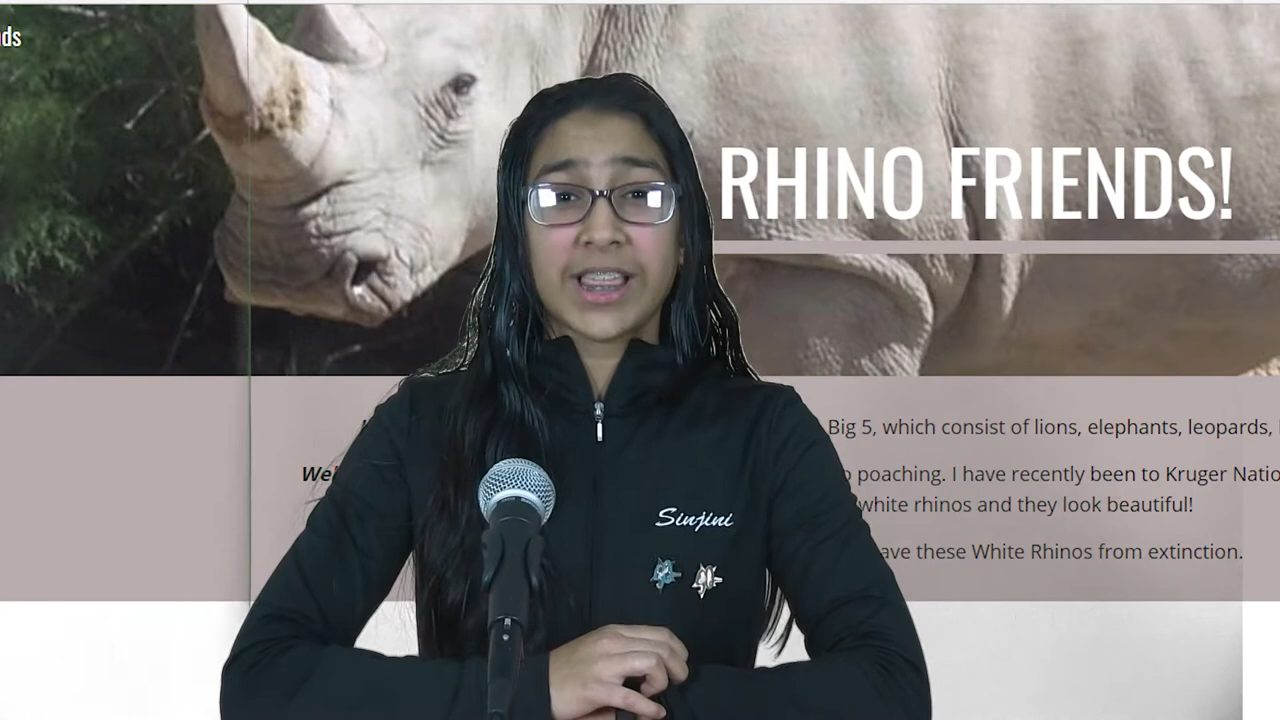 ds
RHINO FRIENDS!
Big 5, which consist of lions, elephants, leopards,
poaching. I have recently been to Kruger Natio
white rhinos and they look beautiful!
ave these White Rhinos from extinction.
Sinjini